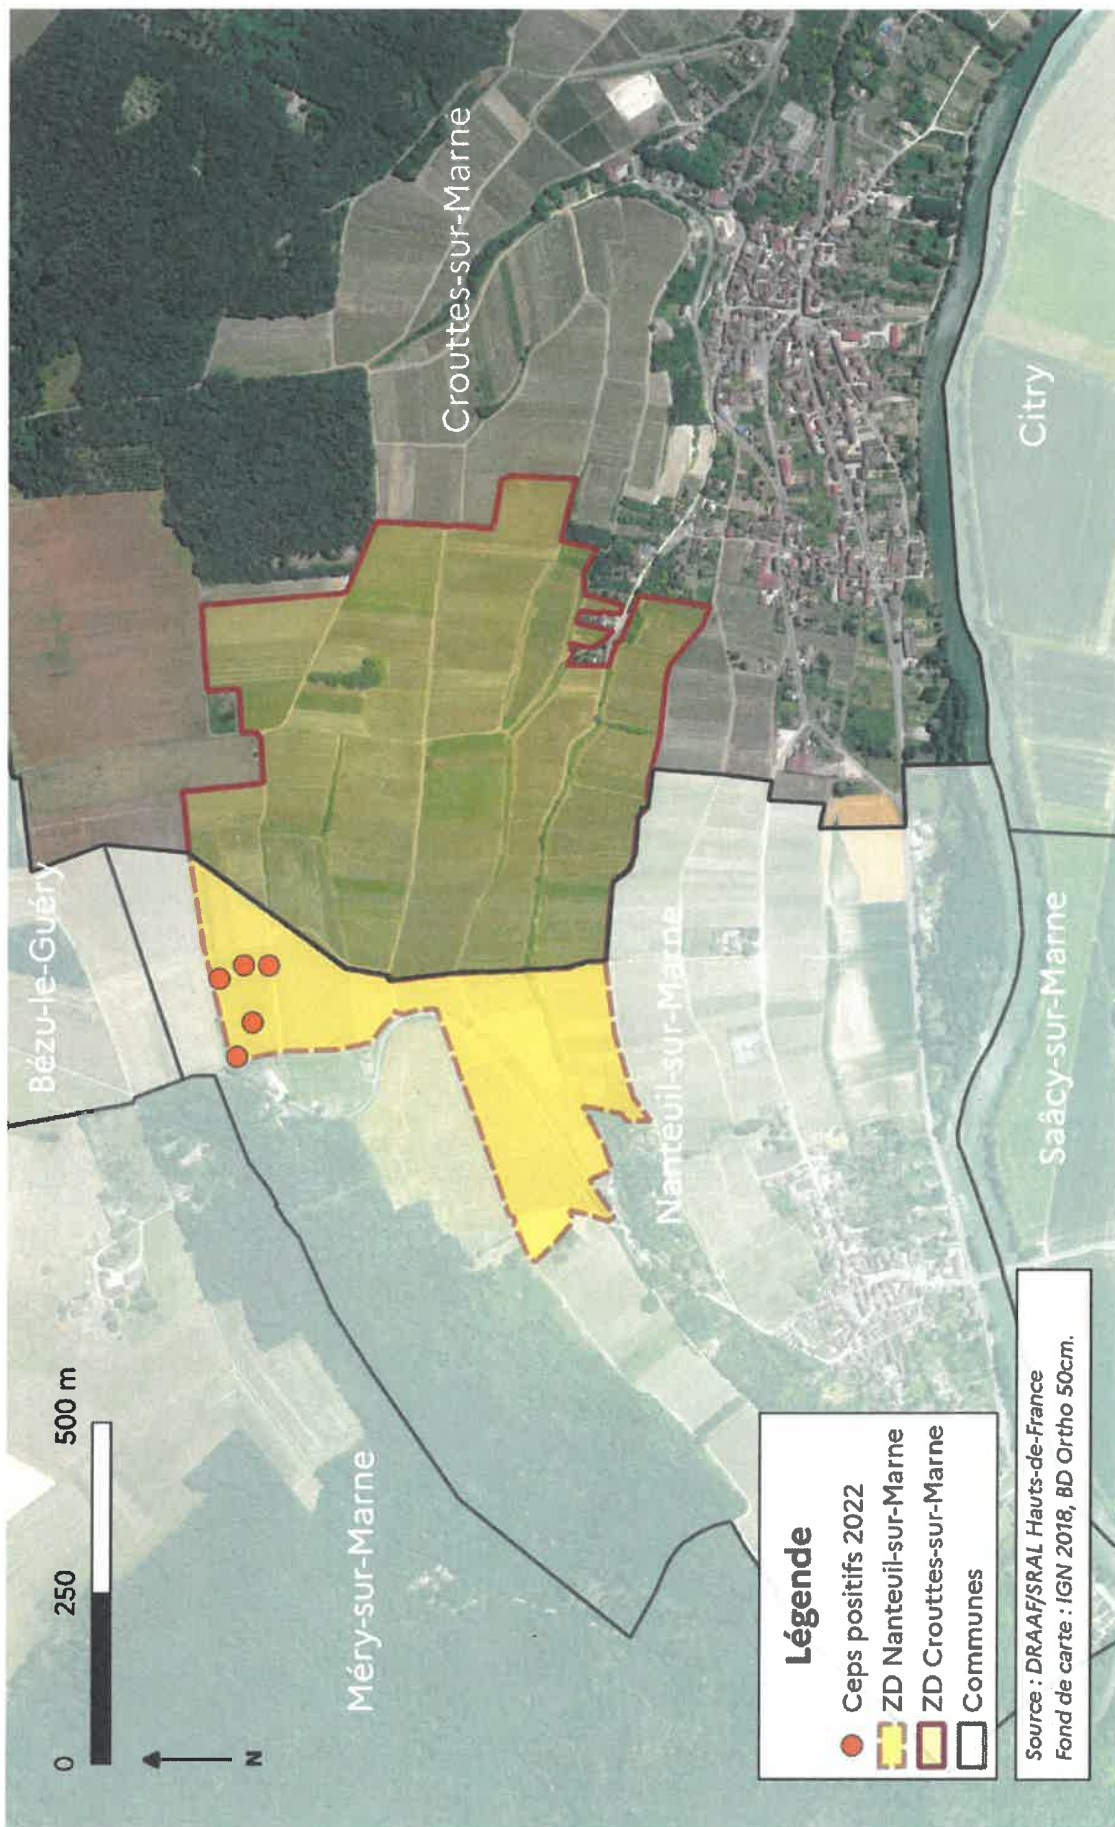 0 250 500 m
N
Méry-sur-Marne
Bézu-le-Guéry
Crouttes-sur-Marne
Nanteuil-sur-Marne
Saâcy-sur-Marne
Citry
Légende
Ceps positifs 2022
ZD Nanteuil-sur-Marne
ZD Crouttes-sur-Marne
Communes
Source : DRAAF/SRAL Hauts-de-France
Fond de carte : IGN 2018, BD Ortho 50cm.